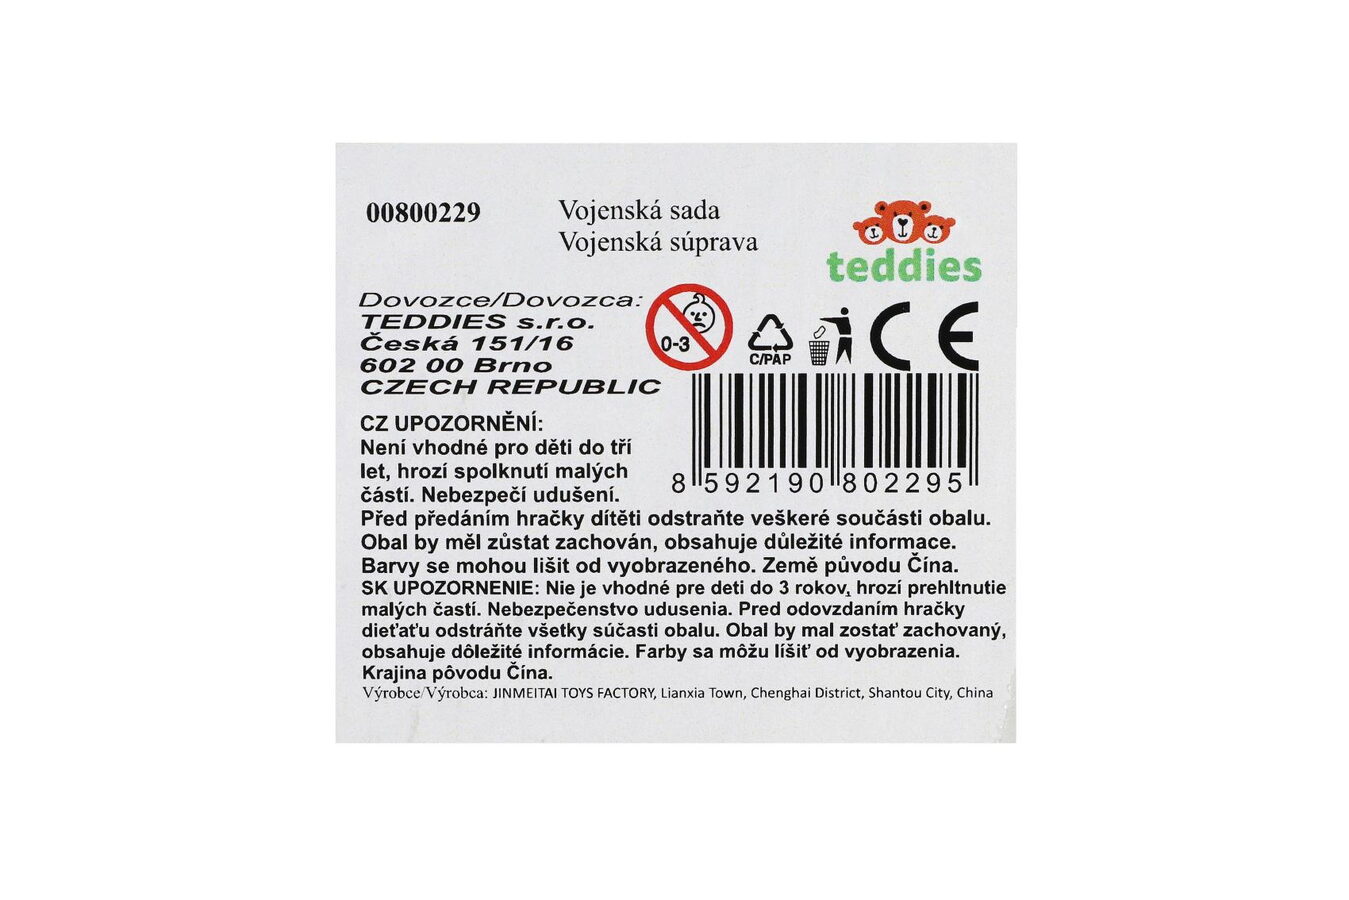 00800229
Vojenská sada
Vojenská súprava
teddies
Dovozce/Dovozca:
TEDDIES s.r.o.
Česká 151/16
602 00 Brno
CZECH REPUBLIC
0-3
C/PAP
CE
CZ UPOZORNĚNÍ:
Není vhodné pro děti do tří
let, hrozí spolknutí malých
částí. Nebezpečí udušení.
8 592190 802295
Před předáním hračky dítěti odstraňte veškeré součásti obalu.
Obal by měl zůstat zachován, obsahuje důležité informace.
Barvy se mohou lišit od vyobrazeného. Země původu Čína.
SK UPOZORNENIE: Nie je vhodné pre deti do 3 rokov, hrozí prehltnutie
malých častí. Nebezpečenstvo udusenia. Pred odovzdaním hračky
dieťaťu odstráňte všetky súčasti obalu. Obal by mal zostať zachovaný,
obsahuje dôležité informácie. Farby sa môžu líšiť od vyobrazenia.
Krajina pôvodu Čína.
Výrobce/Výrobca: JINMEITAI TOYS FACTORY, Lianxia Town, Chenghai District, Shantou City, China